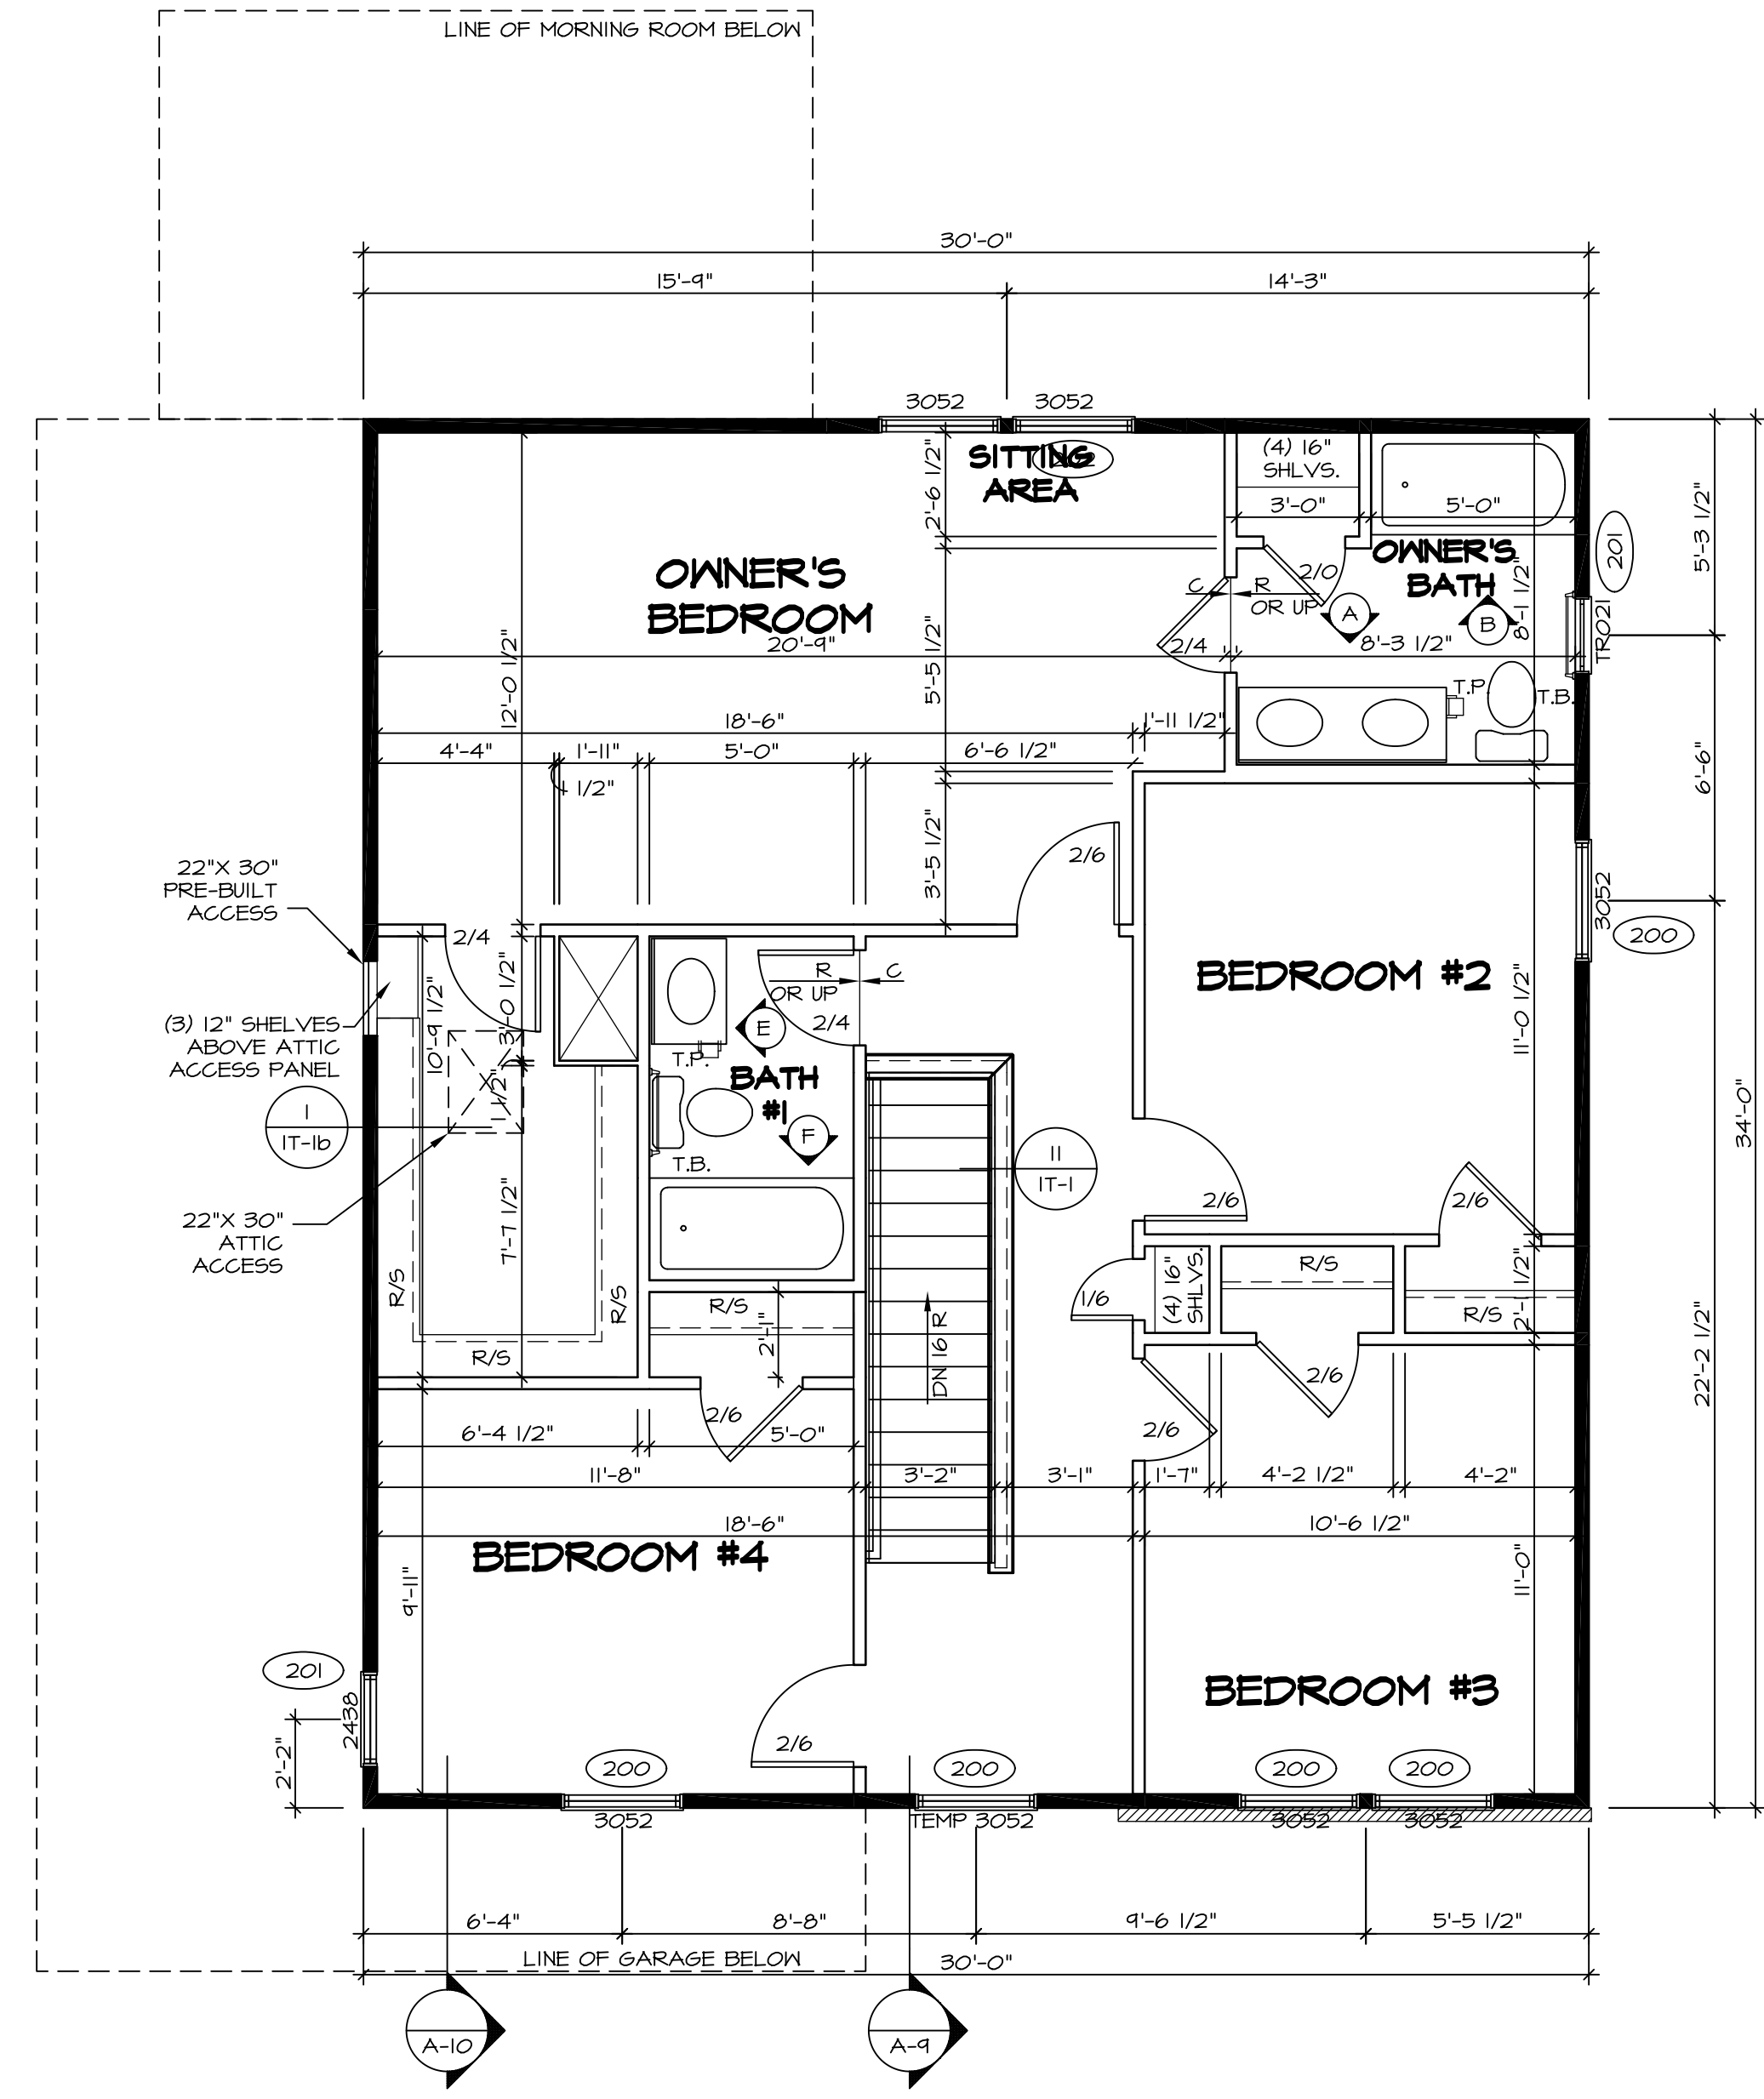 LINE OF MORNING ROOM BELOW
30'-0"
15'-9"
14'-3"
3052
3052
SITTING
AREA
2'-6 1/2"
(4) 16"
SHLVS.
3'-0"
5'-0"
5'-3 1/2"
201
OWNER'S
BATH
OWNER'S
BEDROOM
2/0
C
R
OR UP
A
B
8'-1 1/2"
TR021
20'-9"
2/4
8'-3 1/2"
12'-0 1/2"
5'-5 1/2"
T.P.
T.B.
18'-6"
1'-11 1/2"
4'-4"
1'-11"
5'-0"
6'-6 1/2"
6'-6"
1/2"
3'-5 1/2"
2/6
22"X 30"
PRE-BUILT
ACCESS
3052
200
2/4
BEDROOM #2
R
OR UP
C
2/4
E
(3) 12" SHELVES
ABOVE ATTIC
ACCESS PANEL
10'-9 1/2"
3'-0 1/2"
11'-0 1/2"
T.P.
BATH
#1
1 1/2"
F
1
IT-1b
34'-0"
T.B.
11
IT-1
22"X 30"
ATTIC
ACCESS
7'-7 1/2"
2/6
2/6
R/S
R/S
R/S
R/S
2'-1"
DN 16 R
1/6
(4) 16"
SHLVS.
R/S
R/S
2'-1 1/2"
22'-2 1/2"
2/6
2/6
2/6
6'-4 1/2"
5'-0"
11'-8"
3'-2"
3'-1"
1'-7"
4'-2 1/2"
4'-2"
18'-6"
10'-6 1/2"
BEDROOM #4
9'-11"
11'-0"
201
2438
BEDROOM #3
2'-2"
2/6
200
200
200
200
3052
TEMP 3052
3052
3052
6'-4"
8'-8"
9'-6 1/2"
5'-5 1/2"
LINE OF GARAGE BELOW
30'-0"
A-10
A-9